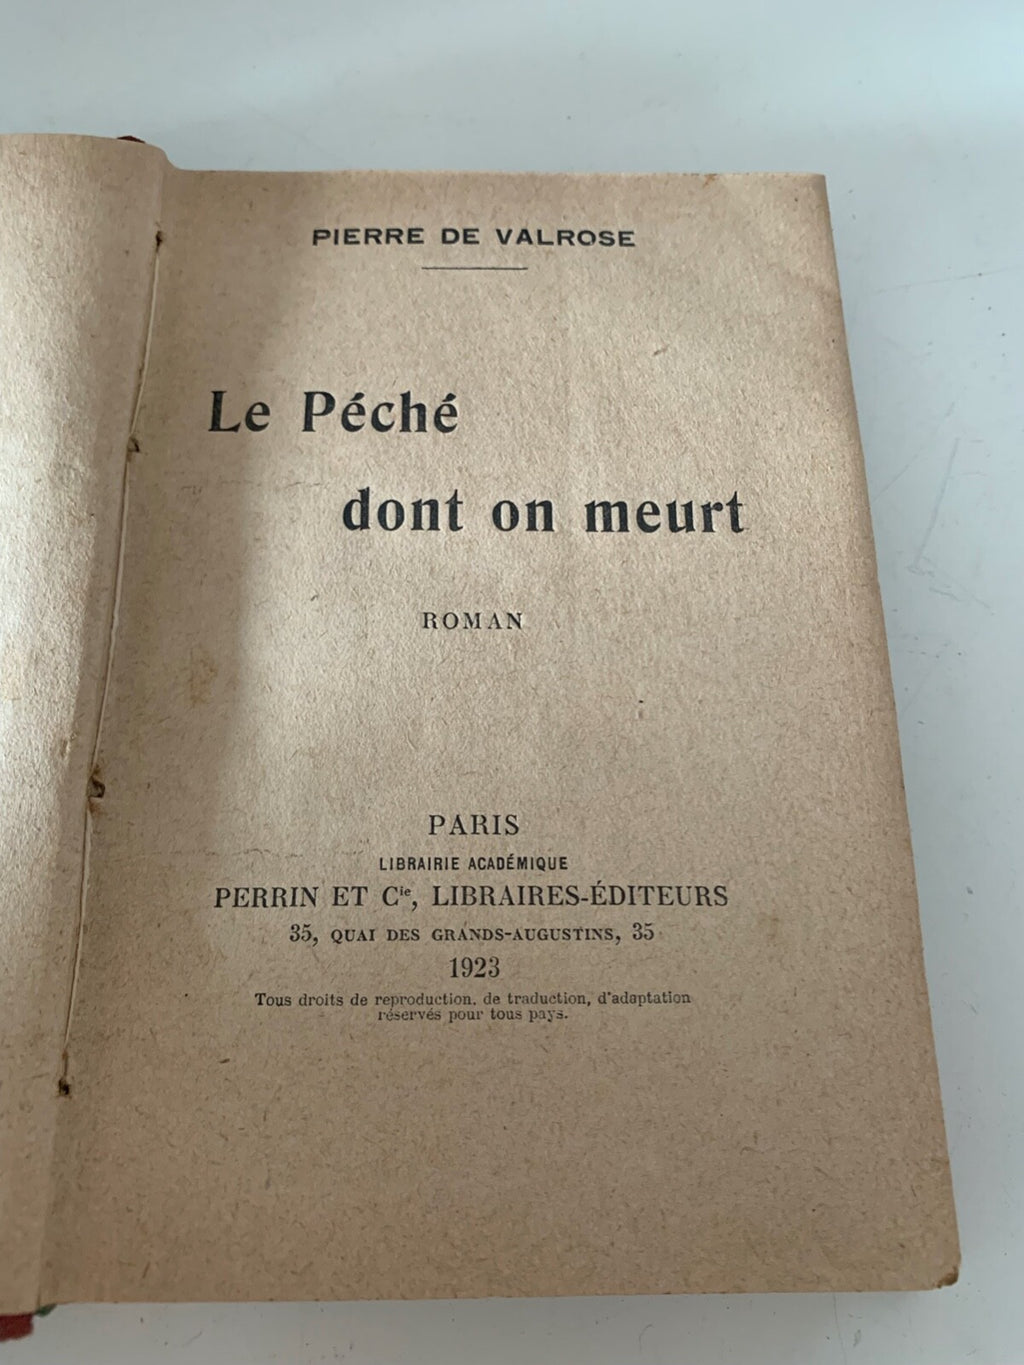 PIERRE DE VALROSE
Le Péché
dont on meurt
ROMAN
PARIS
LIBRAIRIE ACADÉMIQUE
PERRIN ET Cie, LIBRAIRES-ÉDITEURS
35, QUAI DES GRANDS-AUGUSTINS, 35
1923
Tous droits de reproduction. de traduction, d'adaptation
réservés pour tous pays.